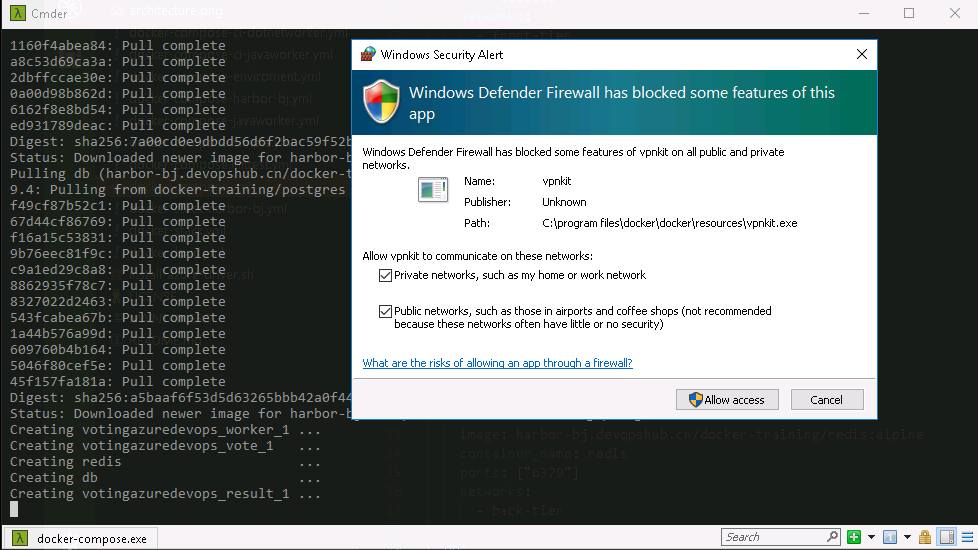 Cmder
architecture.png
docker-compose-ci-dotnetworker.yml
networks:
- front-tier
1160f4abea84: Pull complete
a8c53d69ca3a: Pull complete
2dbffccae30e: Pull complete
0a00d98b862d: Pull complete
6162f8e8bd54: Pull complete
ed931789deac: Pull complete
Digest: sha256:7a00cd0e9dbdd56d6f2bac59f52b
Status: Downloaded newer image for harbor-b
Pulling db (harbor-bj.devopshub.cn/docker-t
9.4: Pulling from docker-training/postgres
f49cf87b52c1: Pull complete
67d44cf86769: Pull complete
f16a15c53831: Pull complete
9b76eec81f9c: Pull complete
c9a1ed29c8a8: Pull complete
8862935f78c7: Pull complete
8327022d2463: Pull complete
543fcabea67b: Pull complete
1a44b576a99d: Pull complete
609760b4b164: Pull complete
5046f80cef5e: Pull complete
45f157fa181a: Pull complete
Digest: sha256:a5baaf6f53d5d63265bbb42a0f44
Status: Downloaded newer image for harbor-b
Creating votingazuredevops_worker_1 ...
Creating votingazuredevops_vote_1 ...
Creating redis ...
Creating db ...
Creating votingazuredevops_result_1 ...
Windows Security Alert
Windows Defender Firewall has blocked some features of this
app
Windows Defender Firewall has blocked some features of vpnkit on all public and private
networks.
Name: vpnkit
Publisher: Unknown
Path: C:\program files\docker\docker\resources\vpnkit.exe
Allow vpnkit to communicate on these networks:
Private networks, such as my home or work network
Public networks, such as those in airports and coffee shops (not recommended
because these networks often have little or no security)
What are the risks of allowing an app through a firewall?
Allow access
Cancel
image: harbor-bj.devopshub.cn/docker-training/redis:alpine
container_name: redis
ports: ["6379"]
networks:
- back-tier
docker-compose.exe
Search